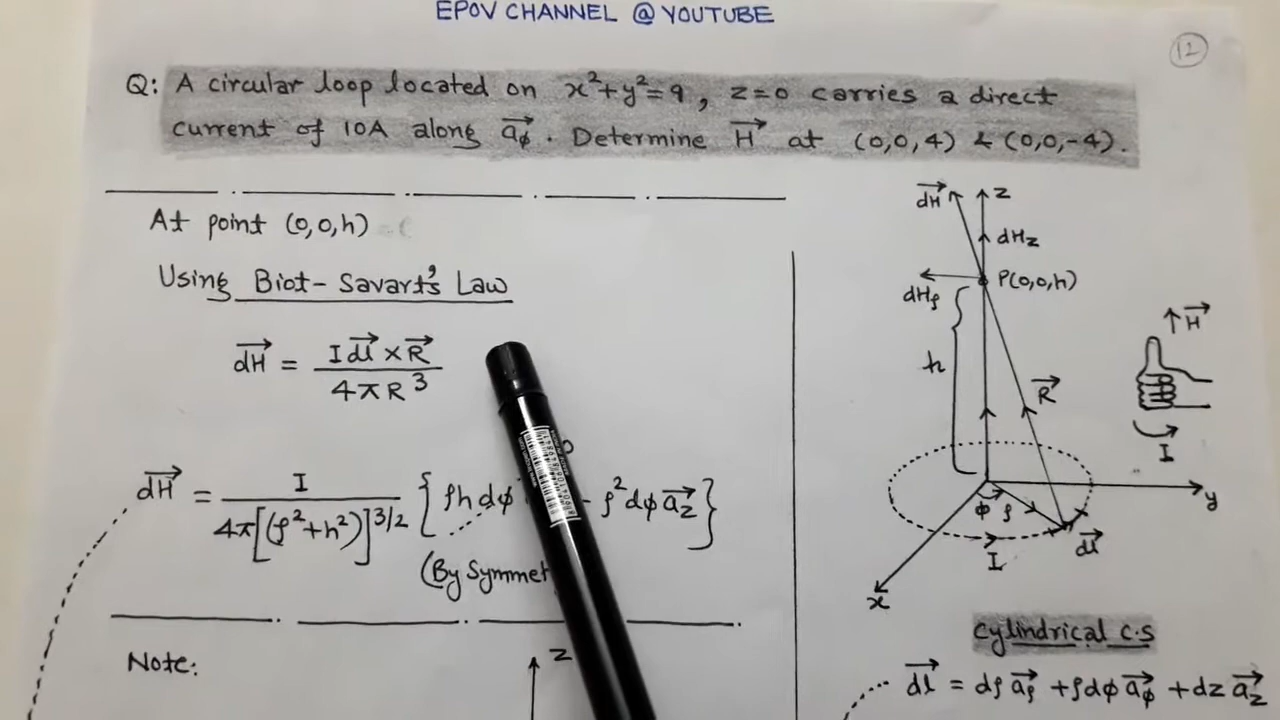 EPOV CHANNEL @ YOUTUBE
12
Q: A circular loop located on x²+y²=9, z=0 carries a direct
current of 10A along a⃗ϕ. Determine H⃗ at (0,0,4) & (0,0,-4).
At point (0,0,h)
Using Biot-Savart's Law
dH⃗ = I dl⃗ × R⃗ / 4πR³
dH⃗ = I / 4π[(ρ²+h²)]^3/2 { ρh dϕ - ρ²dϕ a⃗z }
(By Symmet
Note:
z
dH⃗
z
dHz
P(0,0,h)
dHρ
h
R⃗
↑H⃗
I
y
ϕ
ρ
dl⃗
I
x
Cylindrical C.S
dl⃗ = dρ a⃗ρ + ρdϕ a⃗ϕ + dz a⃗z